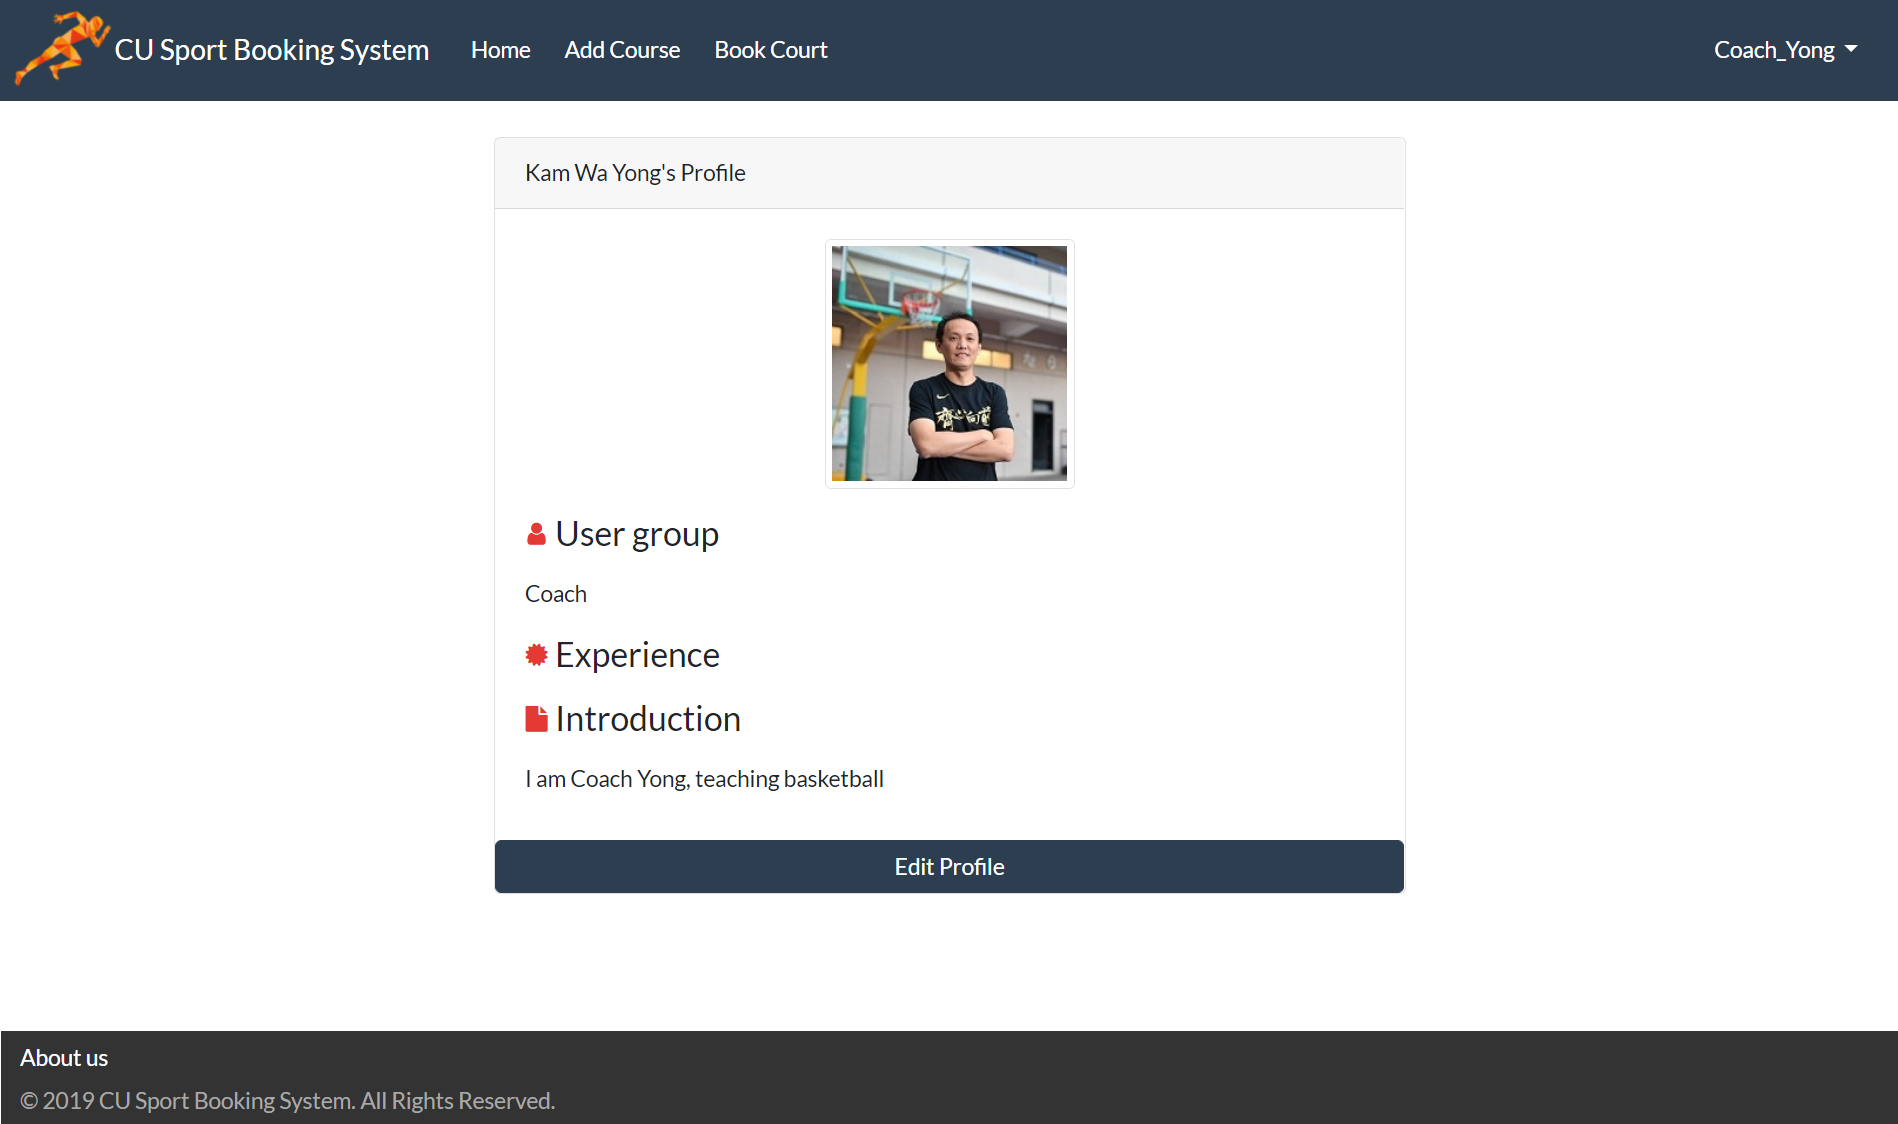 CU Sport Booking System Home Add Course Book Court Coach_Yong
Kam Wa Yong's Profile
User group
Coach
Experience
Introduction
I am Coach Yong, teaching basketball
Edit Profile
About us
© 2019 CU Sport Booking System. All Rights Reserved.